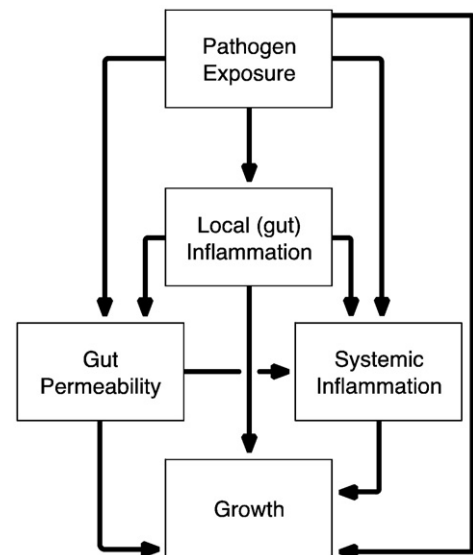 Pathogen
Exposure
Local (gut)
Inflammation
Gut
Permeability
Systemic
Inflammation
Growth